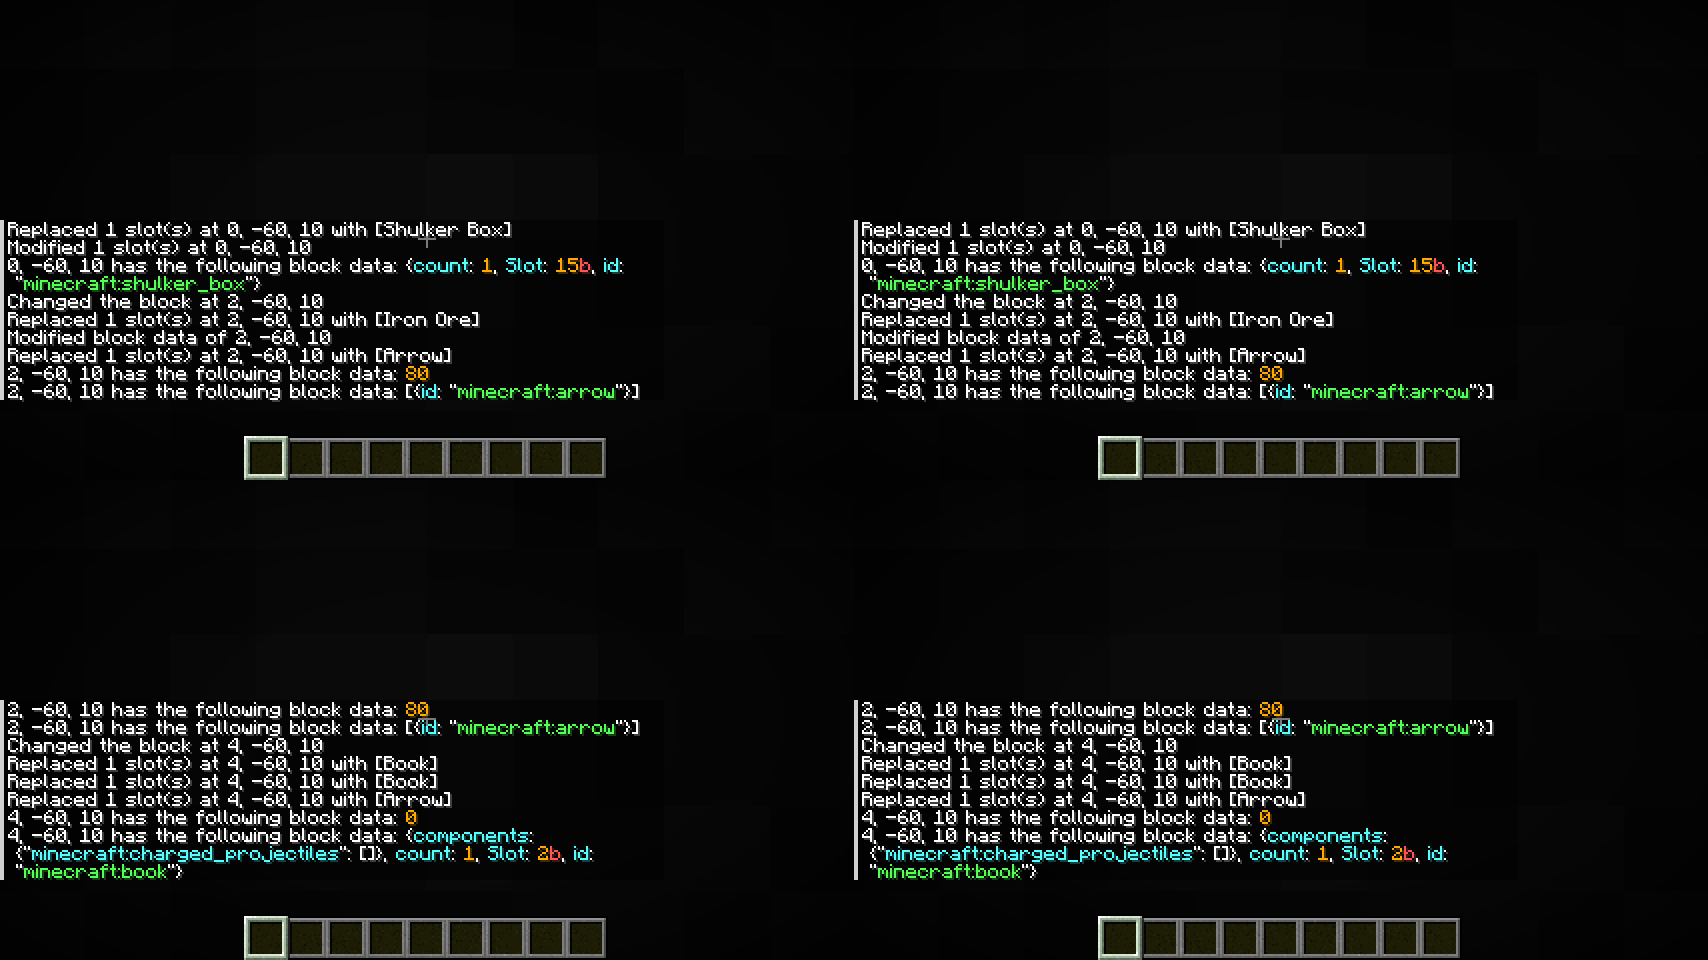 Replaced 1 slot(s) at 0, -60, 10 with [Shulker Box]
Modified 1 slot(s) at 0, -60, 10
0, -60, 10 has the following block data: {count: 1, Slot: 15b, id:
"minecraft:shulker_box"}
Changed the block at 2, -60, 10
Replaced 1 slot(s) at 2, -60, 10 with [Iron Ore]
Modified block data of 2, -60, 10
Replaced 1 slot(s) at 2, -60, 10 with [Arrow]
2, -60, 10 has the following block data: 80
2, -60, 10 has the following block data: [{id: "minecraft:arrow"}]
Replaced 1 slot(s) at 0, -60, 10 with [Shulker Box]
Modified 1 slot(s) at 0, -60, 10
0, -60, 10 has the following block data: {count: 1, Slot: 15b, id:
"minecraft:shulker_box"}
Changed the block at 2, -60, 10
Replaced 1 slot(s) at 2, -60, 10 with [Iron Ore]
Modified block data of 2, -60, 10
Replaced 1 slot(s) at 2, -60, 10 with [Arrow]
2, -60, 10 has the following block data: 80
2, -60, 10 has the following block data: [{id: "minecraft:arrow"}]
2, -60, 10 has the following block data: 80
2, -60, 10 has the following block data: [{id: "minecraft:arrow"}]
Changed the block at 4, -60, 10
Replaced 1 slot(s) at 4, -60, 10 with [Book]
Replaced 1 slot(s) at 4, -60, 10 with [Book]
Replaced 1 slot(s) at 4, -60, 10 with [Arrow]
4, -60, 10 has the following block data: 0
4, -60, 10 has the following block data: {components:
{"minecraft:charged_projectiles": []}, count: 1, Slot: 2b, id:
"minecraft:book"}
2, -60, 10 has the following block data: 80
2, -60, 10 has the following block data: [{id: "minecraft:arrow"}]
Changed the block at 4, -60, 10
Replaced 1 slot(s) at 4, -60, 10 with [Book]
Replaced 1 slot(s) at 4, -60, 10 with [Book]
Replaced 1 slot(s) at 4, -60, 10 with [Arrow]
4, -60, 10 has the following block data: 0
4, -60, 10 has the following block data: {components:
{"minecraft:charged_projectiles": []}, count: 1, Slot: 2b, id:
"minecraft:book"}